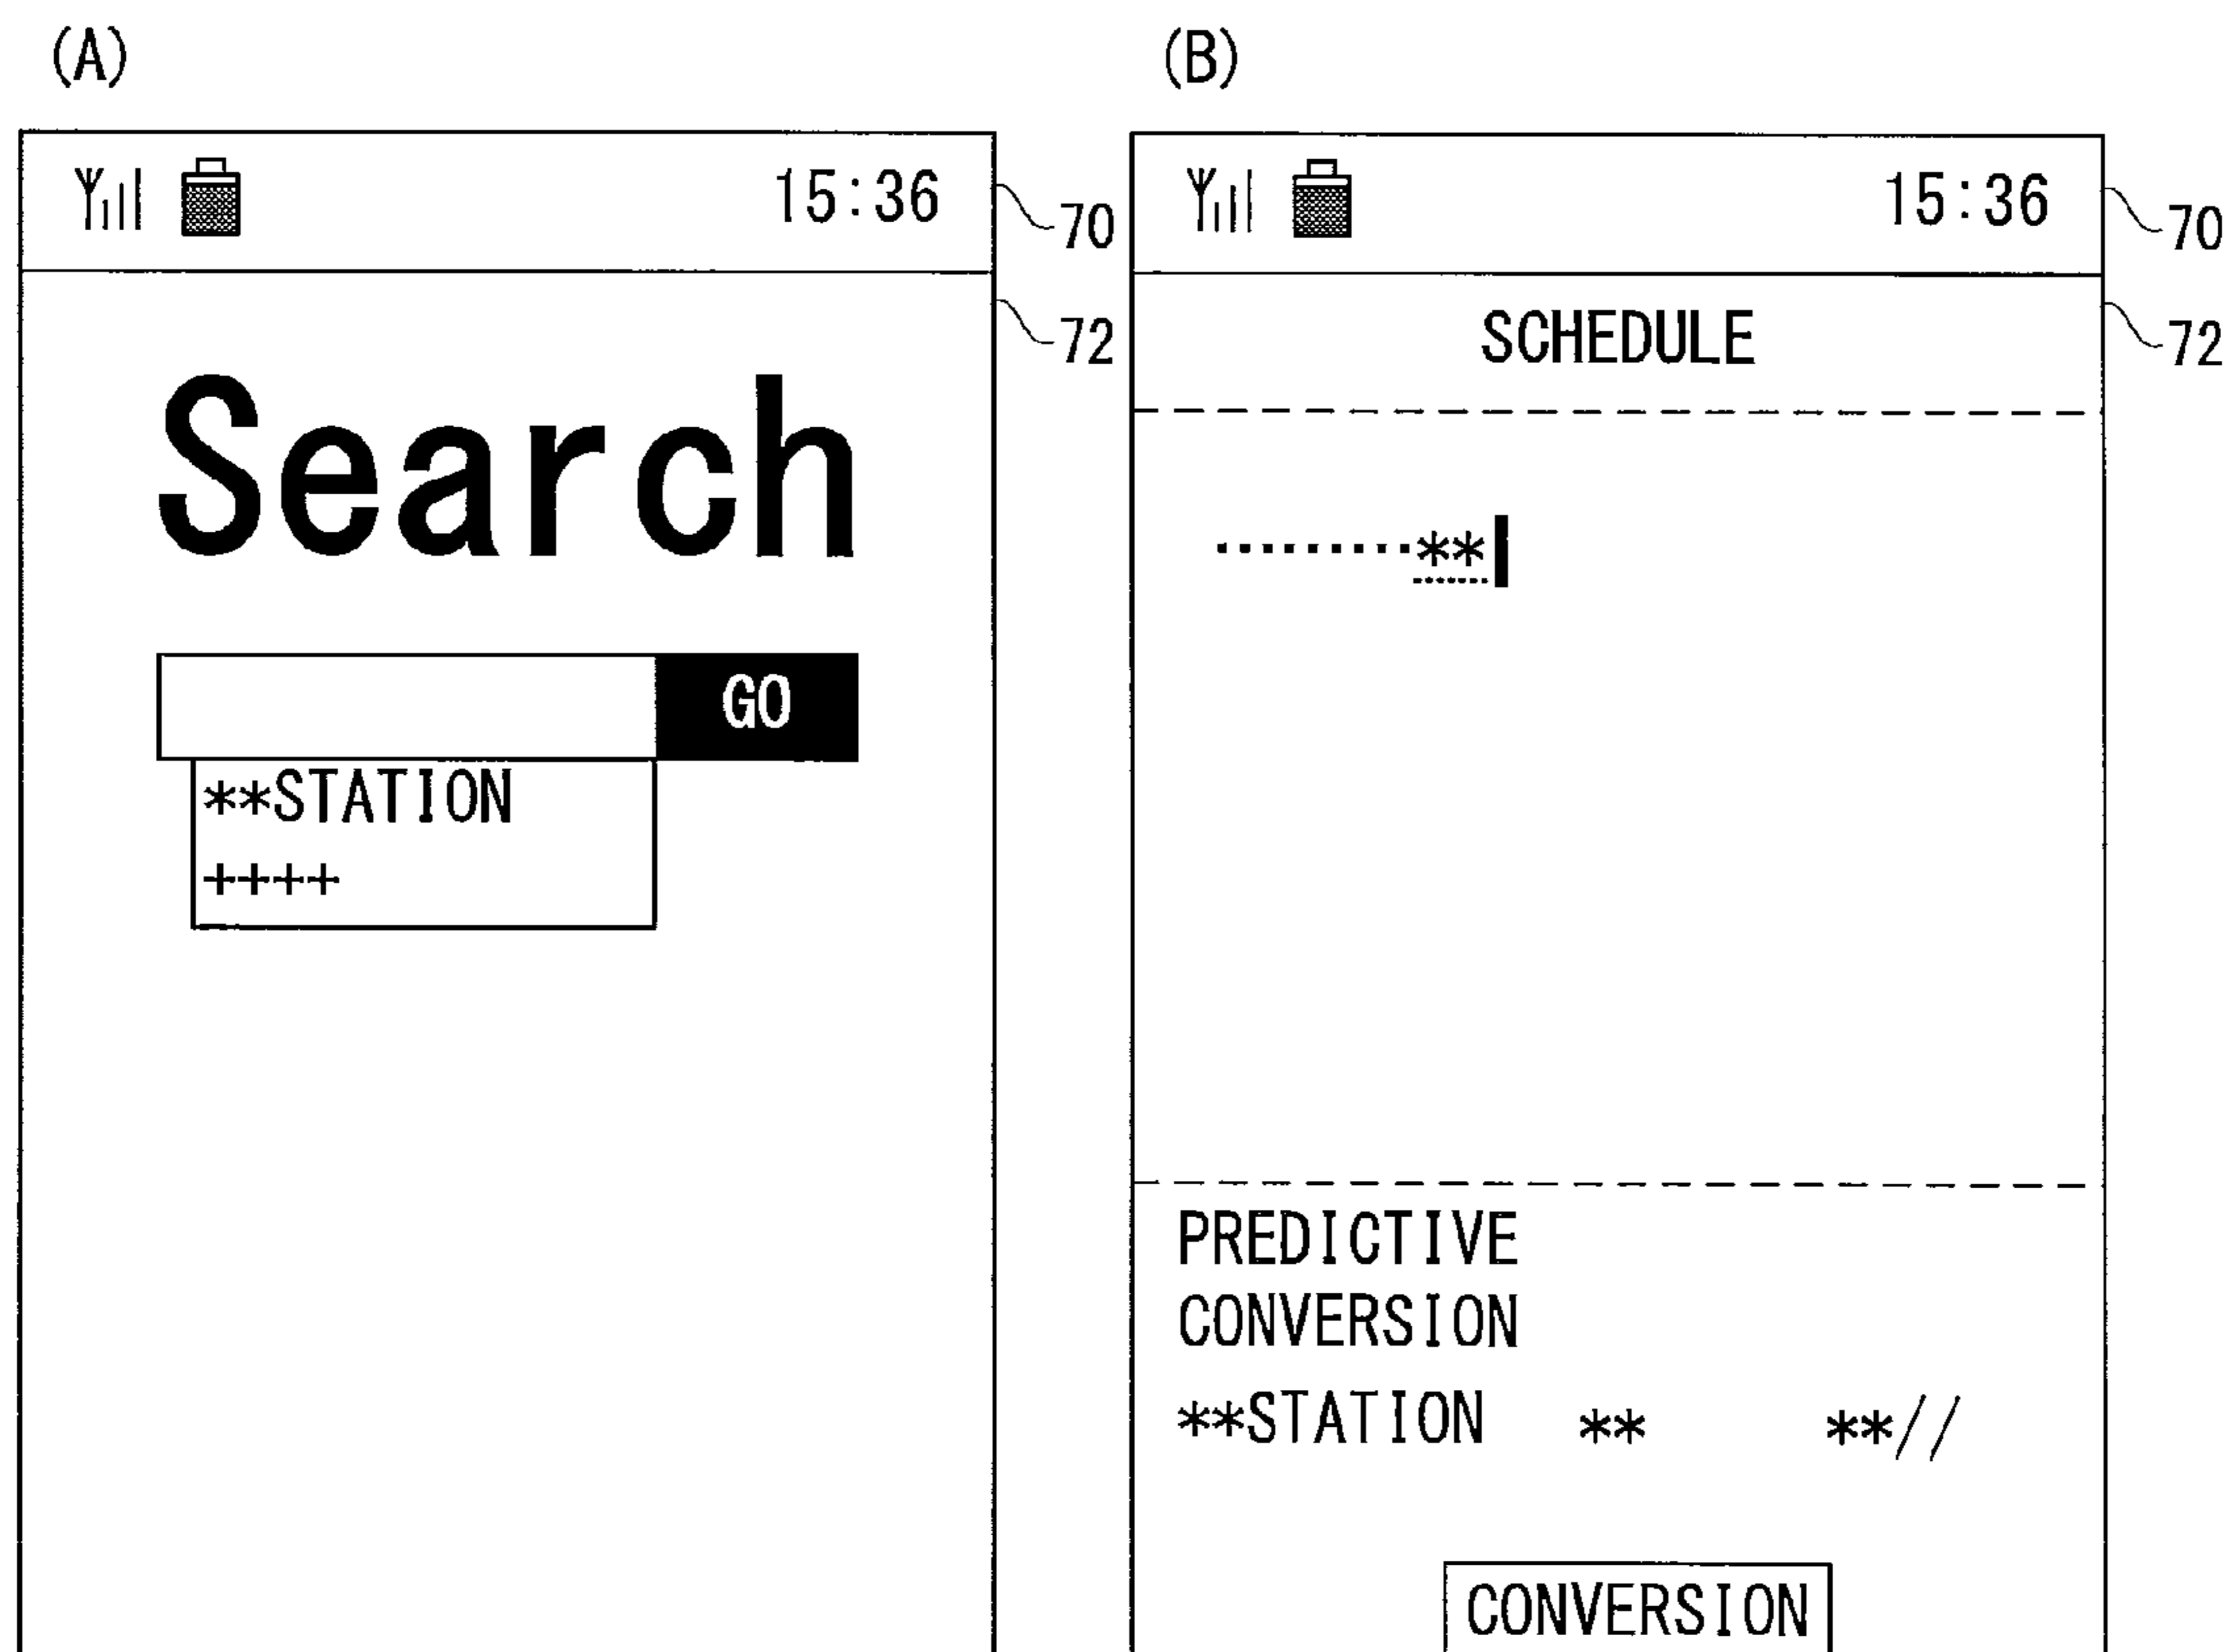 (A)
15:36
70
72
Search
GO
**STATION
++++
(B)
15:36
70
SCHEDULE
72
·········**
PREDICTIVE
CONVERSION
**STATION ** **//
CONVERSION